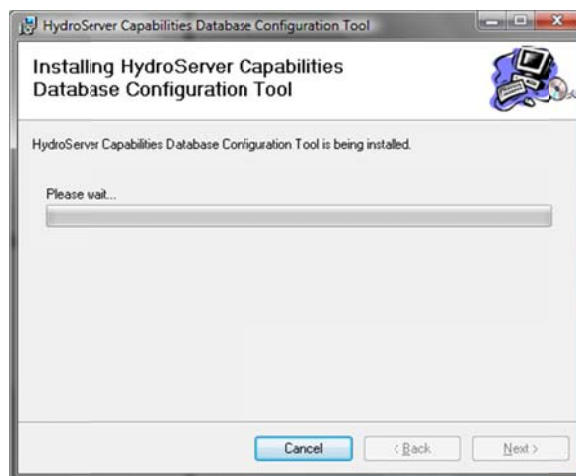 HydroServer Capabilities Database Configuration Tool
Installing HydroServer Capabilities
Database Configuration Tool
HydroServer Capabilities Database Configuration Tool is being installed.
Please wait...
Cancel
< Back
Next >